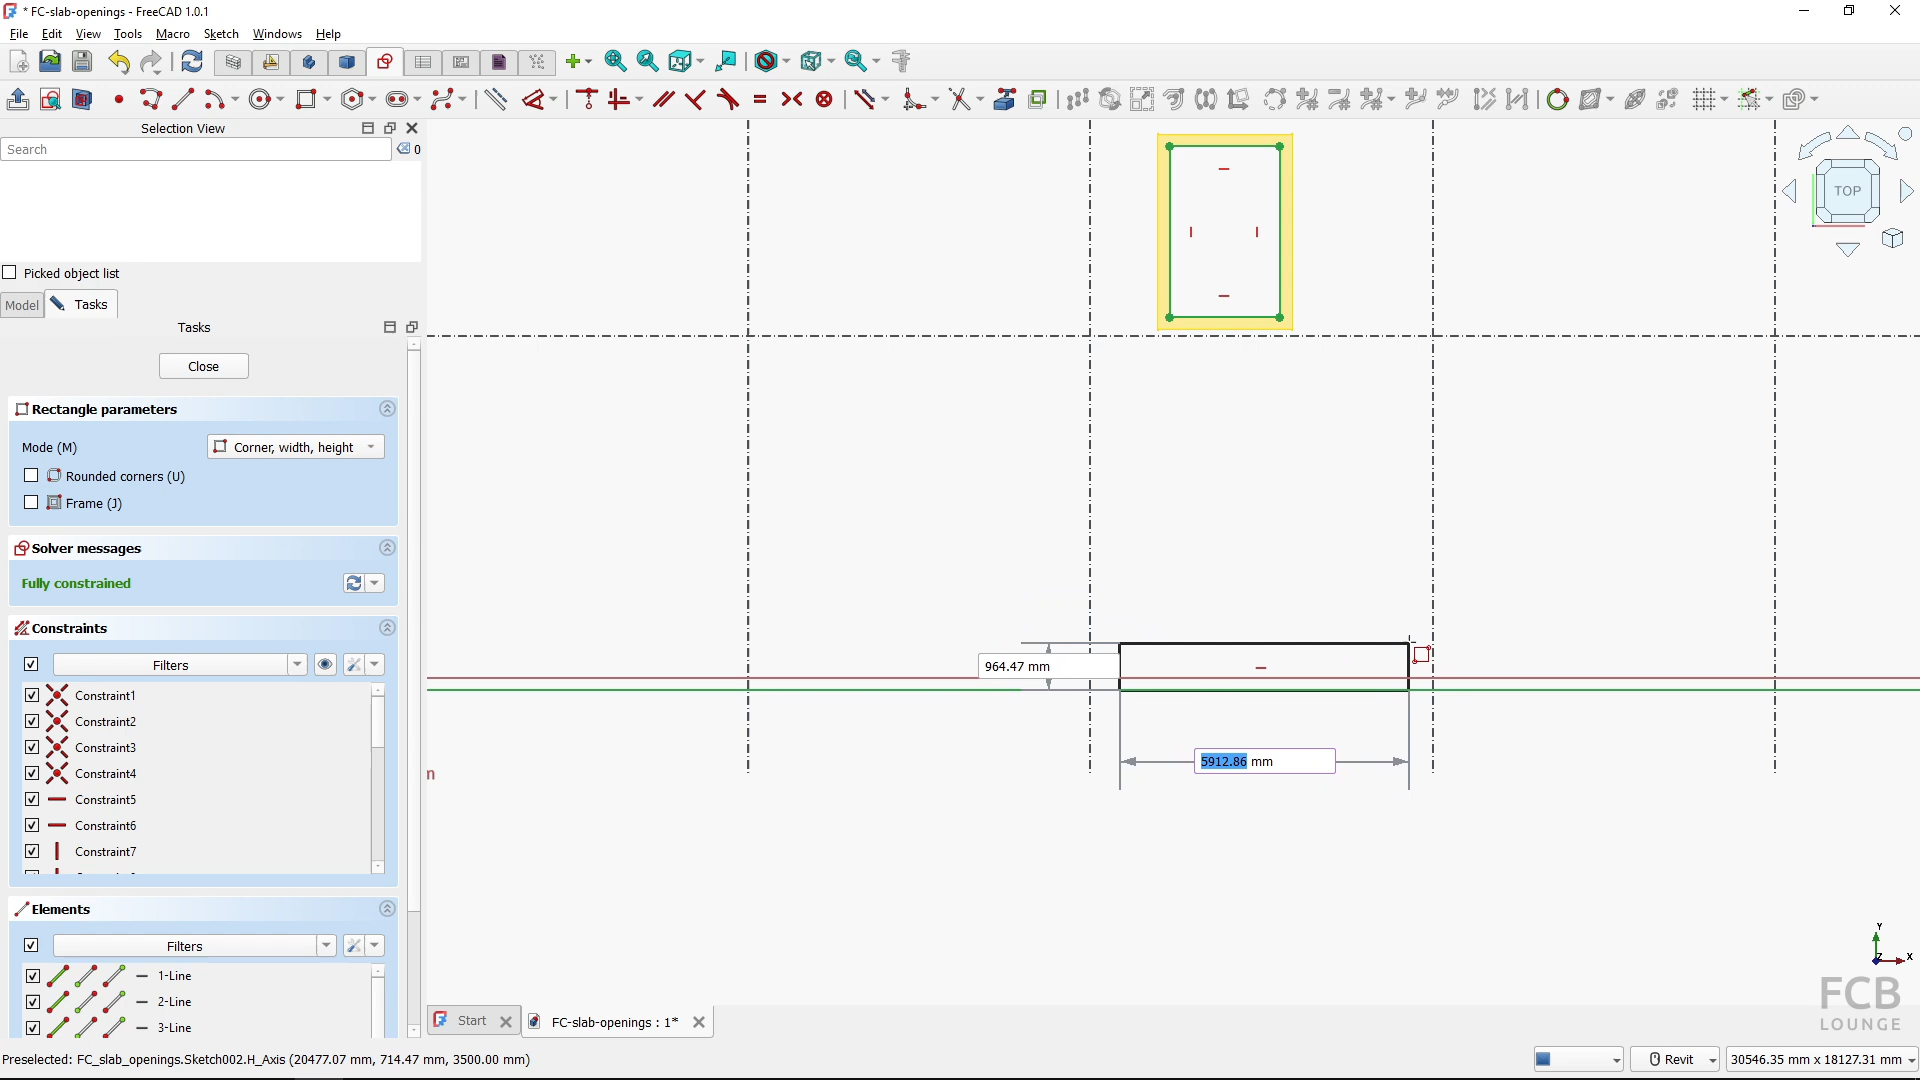 * FC-slab-openings - FreeCAD 1.0.1
File Edit View Tools Macro Sketch Windows Help
Selection View
Search
0
Picked object list
Model Tasks
Tasks
Close
Rectangle parameters
Mode (M) Corner, width, height
Rounded corners (U)
Frame (J)
Solver messages
Fully constrained
Constraints
Filters
Constraint1
Constraint2
Constraint3
Constraint4
Constraint5
Constraint6
Constraint7
Elements
Filters
1-Line
2-Line
3-Line
TOP
964.47 mm
5912.86 mm
n
Y
Z X
FCB
LOUNGE
Start FC-slab-openings : 1*
Preselected: FC_slab_openings.Sketch002.H_Axis (20477.07 mm, 714.47 mm, 3500.00 mm)
Revit 30546.35 mm x 18127.31 mm